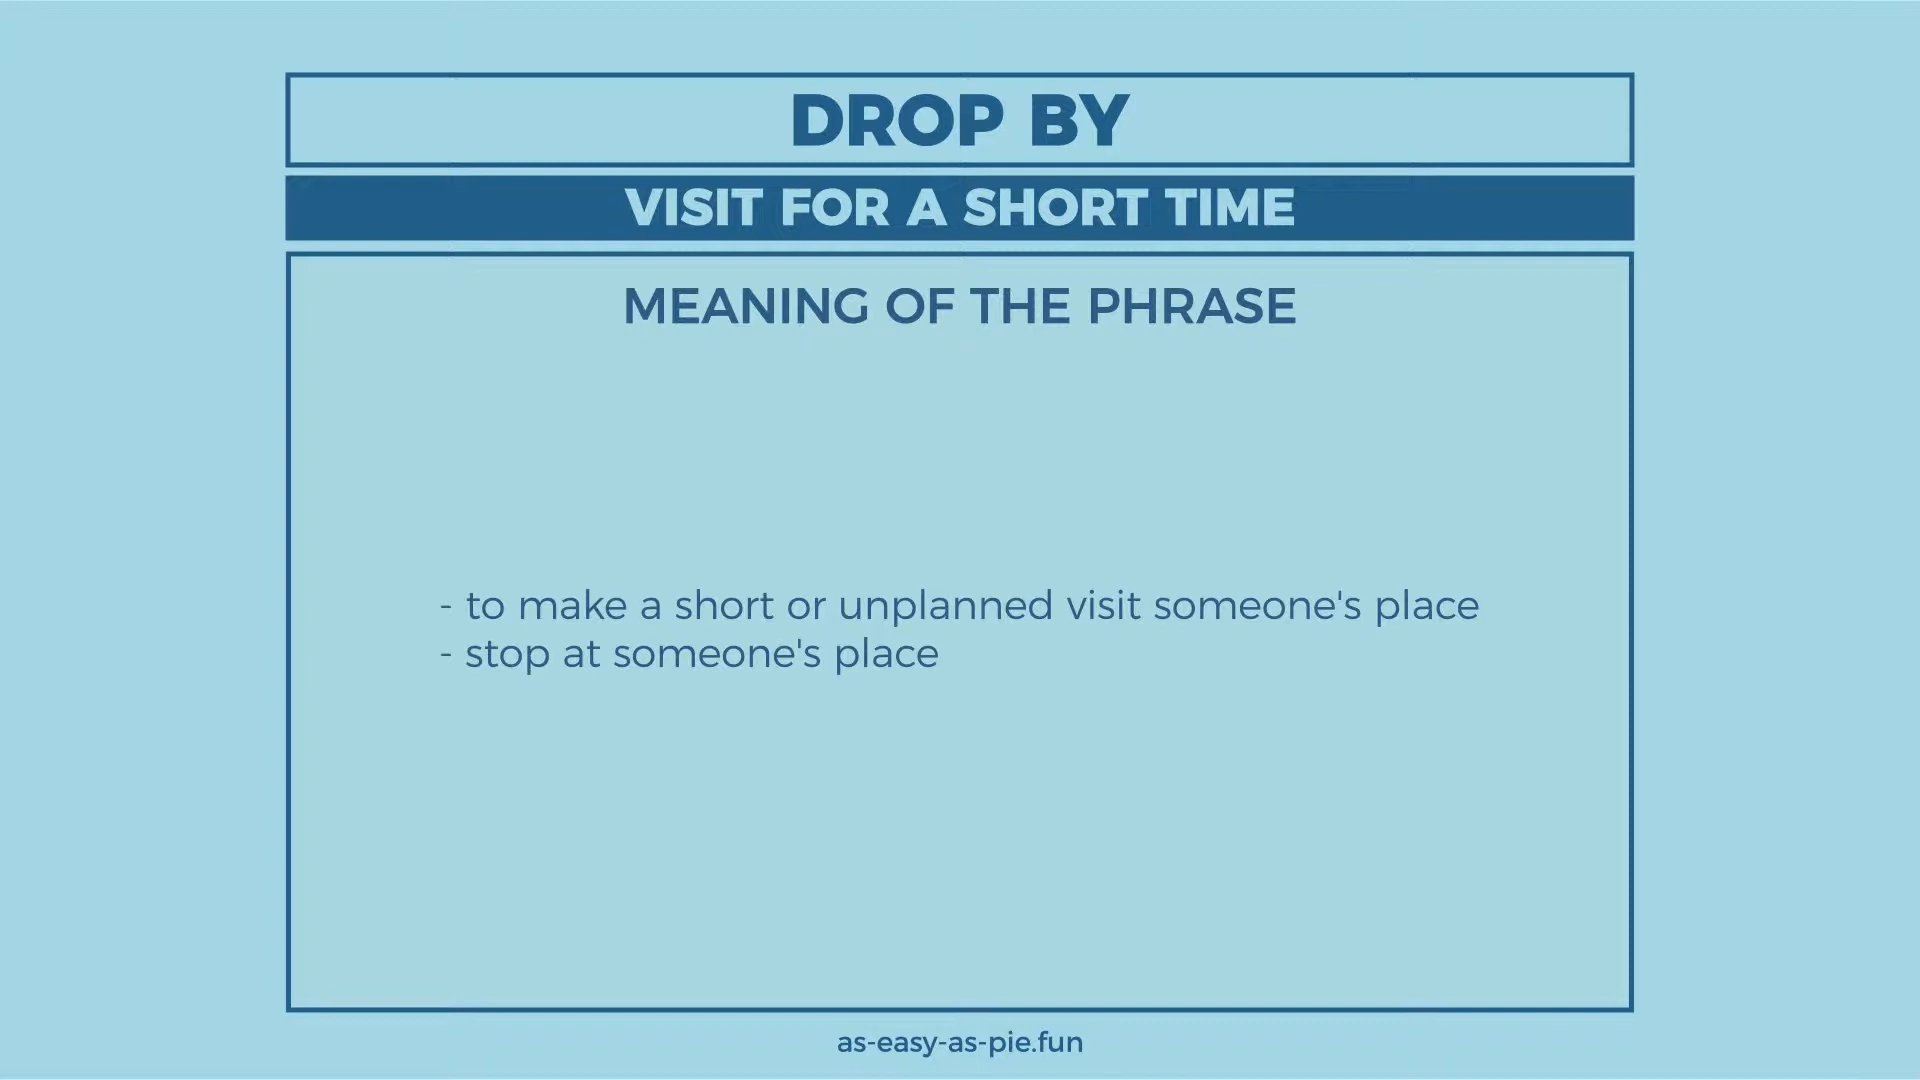 DROP BY
VISIT FOR A SHORT TIME
MEANING OF THE PHRASE
- to make a short or unplanned visit someone's place
- stop at someone's place
as-easy-as-pie.fun